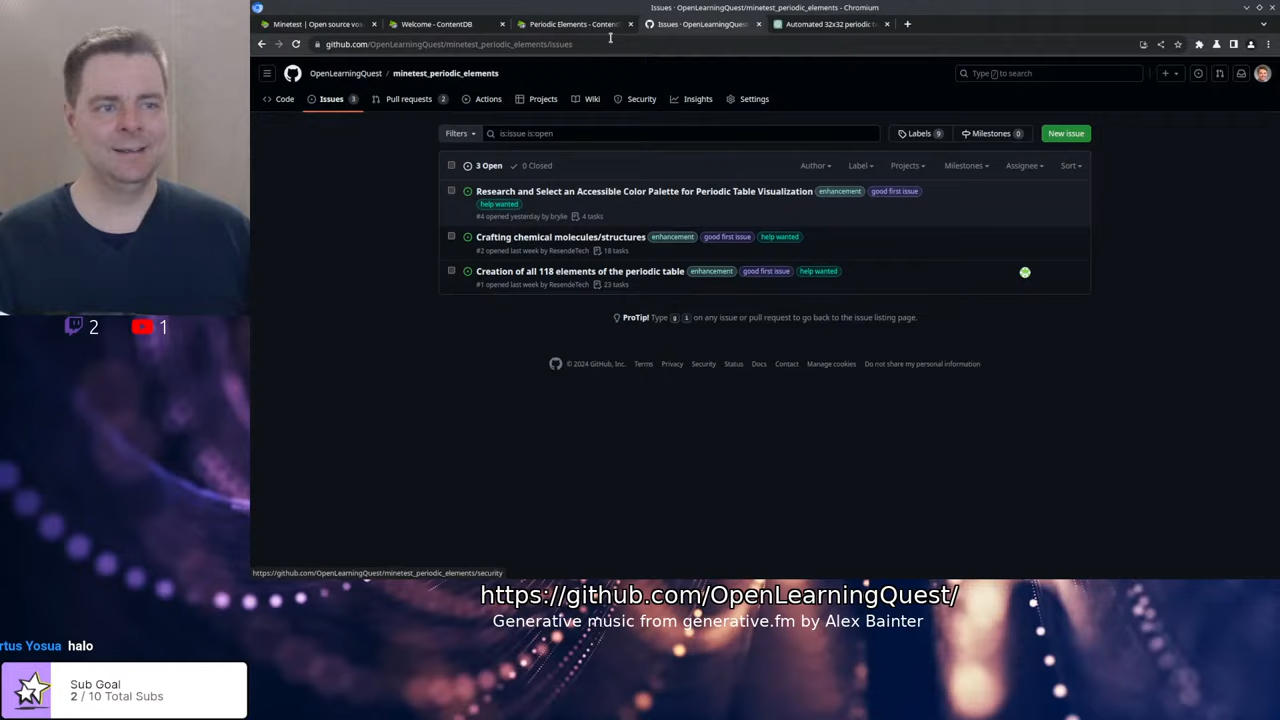 Issues · OpenLearningQuest/minetest_periodic_elements - Chromium
Minetest | Open source vox
Welcome - ContentDB
Periodic Elements - Content
Issues · OpenLearningQues
Automated 32x32 periodic t
github.com/OpenLearningQuest/minetest_periodic_elements/issues
OpenLearningQuest / minetest_periodic_elements
Type / to search
Code
Issues 3
Pull requests 2
Actions
Projects
Wiki
Security
Insights
Settings
Filters
is:issue is:open
Labels 9
Milestones 0
New issue
3 Open
0 Closed
Author
Label
Projects
Milestones
Assignee
Sort
Research and Select an Accessible Color Palette for Periodic Table Visualization enhancement good first issue
help wanted
#4 opened yesterday by brylie 4 tasks
Crafting chemical molecules/structures enhancement good first issue help wanted
#2 opened last week by ResendeTech 18 tasks
Creation of all 118 elements of the periodic table enhancement good first issue help wanted
#1 opened last week by ResendeTech 23 tasks
ProTip! Type g i on any issue or pull request to go back to the issue listing page.
© 2024 GitHub, Inc. Terms Privacy Security Status Docs Contact Manage cookies Do not share my personal information
2
1
https://github.com/OpenLearningQuest/minetest_periodic_elements/security
https://github.com/OpenLearningQuest/
Generative music from generative.fm by Alex Bainter
rtus Yosua halo
Sub Goal
2 / 10 Total Subs